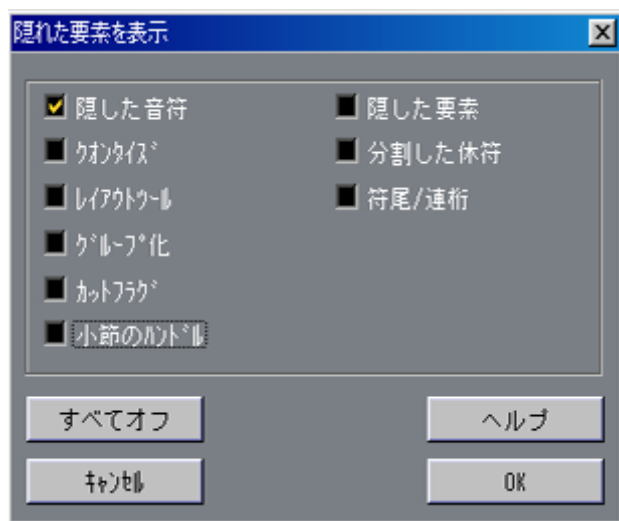 隠れた要素を表示
隠した音符
隠した要素
クオンタイズ
分割した休符
レイアウトツール
符尾/連桁
グループ化
カットフラグ
小節のハンドル
すべてオフ
ヘルプ
キャンセル
OK